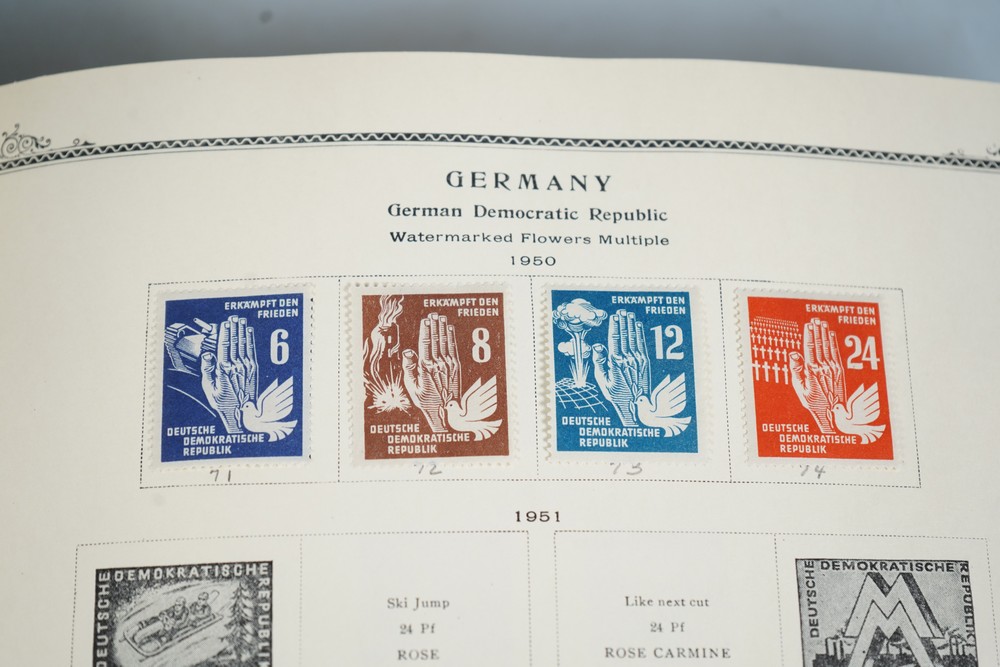 GERMANY
German Democratic Republic
Watermarked Flowers Multiple
1950
ERKÄMPFT DEN
FRIEDEN
6
DEUTSCHE
DEMOKRATISCHE
REPUBLIK
71
ERKÄMPFT DEN
FRIEDEN
8
DEUTSCHE
DEMOKRATISCHE
REPUBLIK
72
ERKÄMPFT DEN
FRIEDEN
12
DEUTSCHE
DEMOKRATISCHE
REPUBLIK
73
ERKÄMPFT DEN
FRIEDEN
24
DEUTSCHE
DEMOKRATISCHE
REPUBLIK
74
1951
DEUTSCHE DEMOKRATISCHE REPUBLIK
Ski Jump
24 Pf
ROSE
Like next cut
24 Pf
ROSE CARMINE
DEUTSCHE DEMOKRATISCHE REPUBLIK
MM